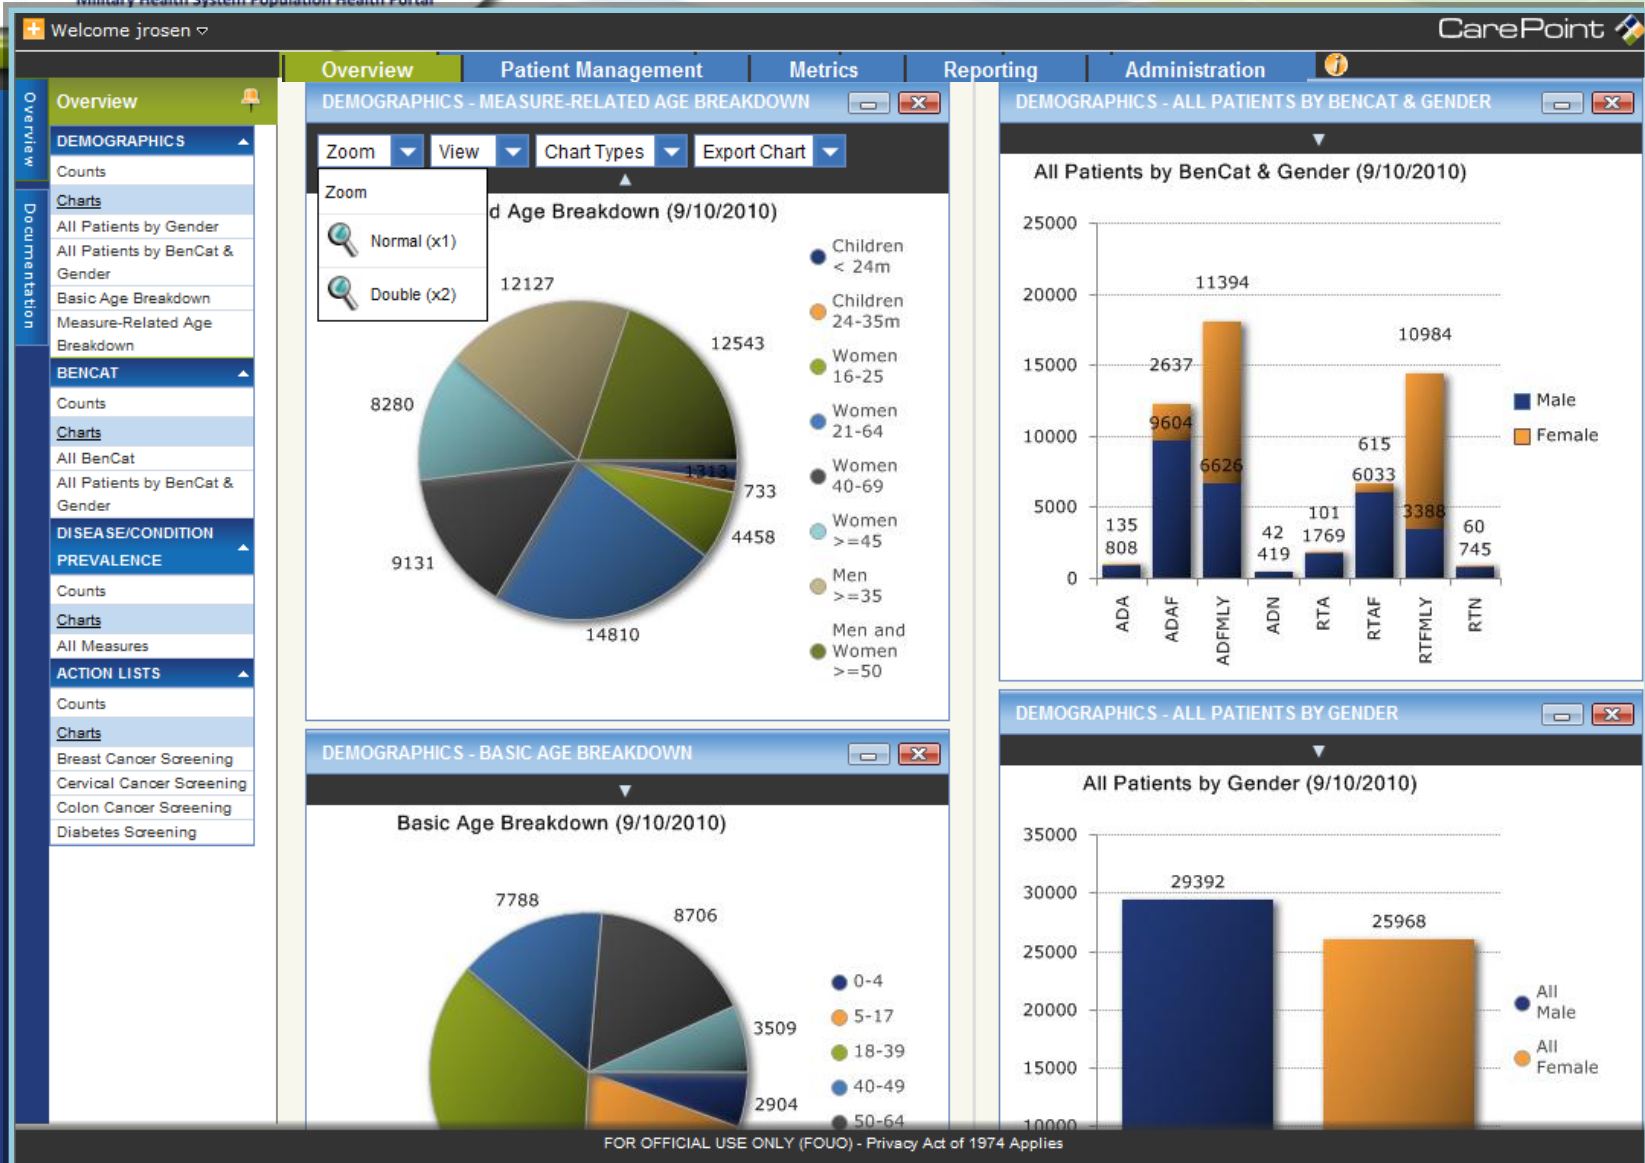 Military Health System Population Health Portal
Welcome jrosen
CarePoint
Overview
Patient Management
Metrics
Reporting
Administration
Overview
Documentation
Overview
DEMOGRAPHICS
Counts
Charts
All Patients by Gender
All Patients by BenCat &
Gender
Basic Age Breakdown
Measure-Related Age
Breakdown
BENCAT
Counts
Charts
All BenCat
All Patients by BenCat &
Gender
DISEASE/CONDITION
PREVALENCE
Counts
Charts
All Measures
ACTION LISTS
Counts
Charts
Breast Cancer Screening
Cervical Cancer Screening
Colon Cancer Screening
Diabetes Screening
DEMOGRAPHICS - MEASURE-RELATED AGE BREAKDOWN
Zoom
View
Chart Types
Export Chart
Zoom
Normal (x1)
Double (x2)
d Age Breakdown (9/10/2010)
12127
12543
8280
1313
733
4458
9131
14810
Children
< 24m
Children
24-35m
Women
16-25
Women
21-64
Women
40-69
Women
>=45
Men
>=35
Men and
Women
>=50
DEMOGRAPHICS - ALL PATIENTS BY BENCAT & GENDER
All Patients by BenCat & Gender (9/10/2010)
25000
20000
15000
10000
5000
0
135
808
2637
9604
11394
6626
42
419
101
1769
615
6033
10984
3388
60
745
ADA
ADAF
ADFMLY
ADN
RTA
RTAF
RTFMLY
RTN
Male
Female
DEMOGRAPHICS - BASIC AGE BREAKDOWN
Basic Age Breakdown (9/10/2010)
7788
8706
3509
2904
0-4
5-17
18-39
40-49
50-64
DEMOGRAPHICS - ALL PATIENTS BY GENDER
All Patients by Gender (9/10/2010)
35000
30000
25000
20000
15000
10000
29392
25968
All
Male
All
Female
FOR OFFICIAL USE ONLY (FOUO) - Privacy Act of 1974 Applies